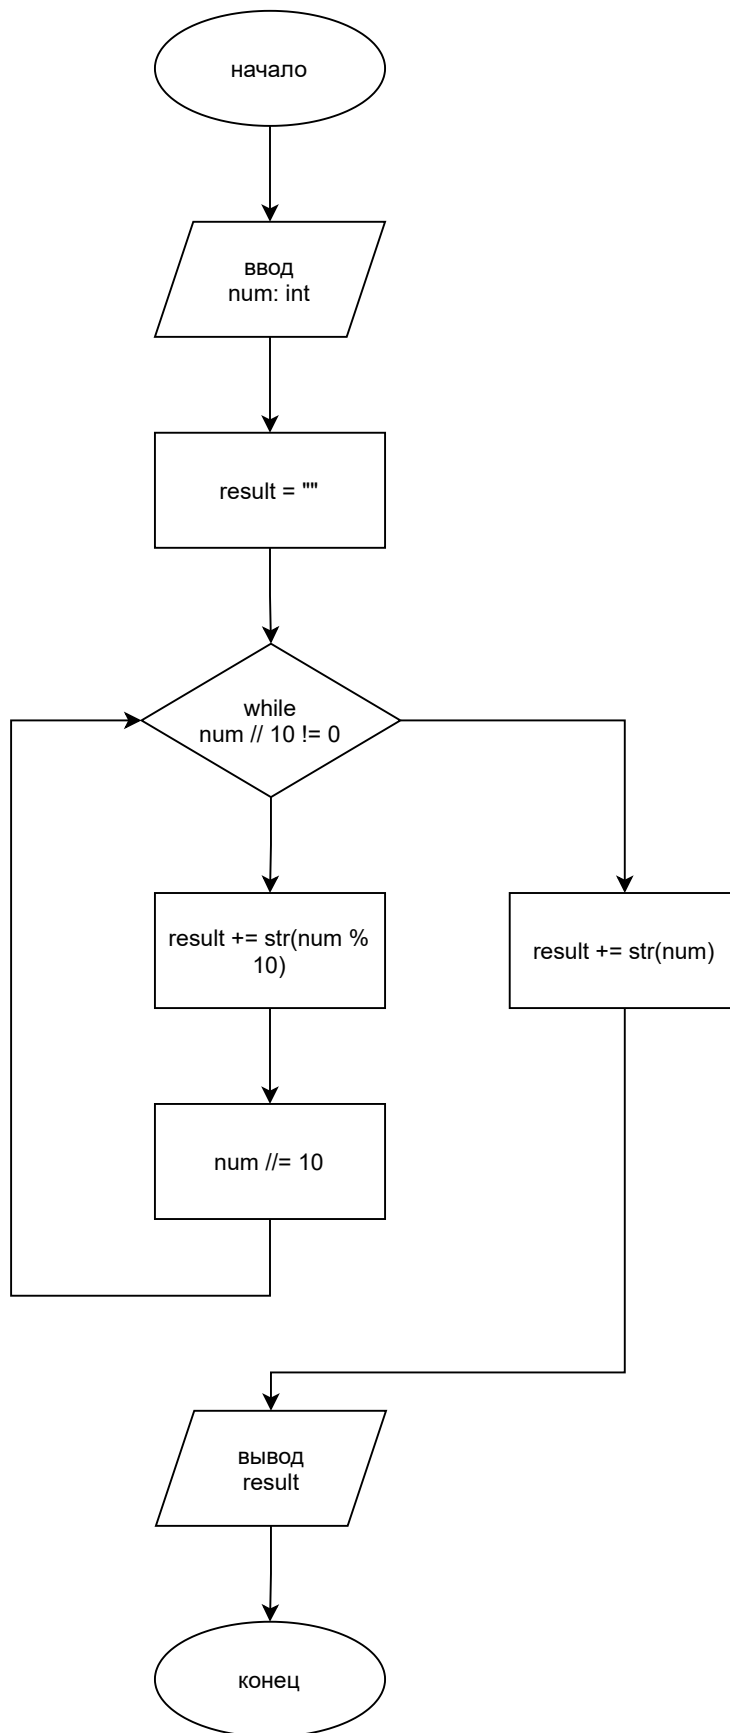 начало
ввод
num: int
result = ""
while
num // 10 != 0
result += str(num %
10)
result += str(num)
num //= 10
вывод
result
конец